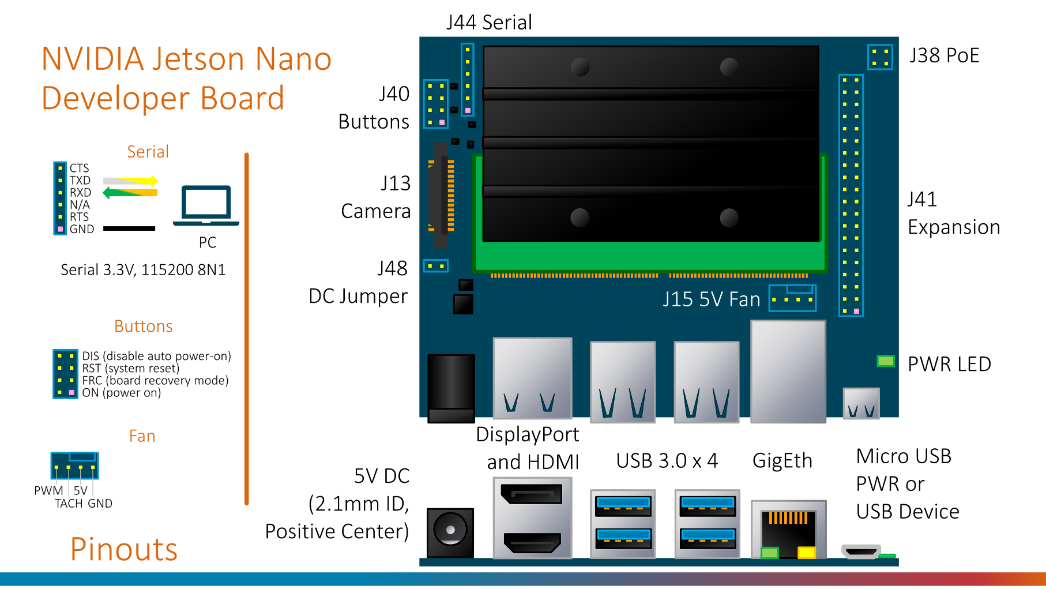 NVIDIA Jetson Nano
Developer Board
Serial
CTS
TXD
RXD
N/A
RTS
GND
PC
Serial 3.3V, 115200 8N1
Buttons
DIS (disable auto power-on)
RST (system reset)
FRC (board recovery mode)
ON (power on)
Fan
PWM 5V
TACH GND
Pinouts
J44 Serial
J40
Buttons
J13
Camera
J48
DC Jumper
J38 PoE
J41
Expansion
J15 5V Fan
PWR LED
DisplayPort
and HDMI
USB 3.0 x 4
GigEth
Micro USB
PWR or
USB Device
5V DC
(2.1mm ID,
Positive Center)